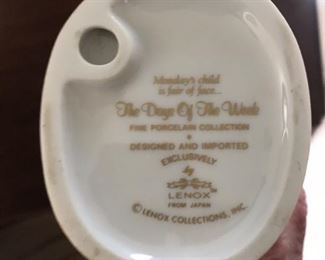 Monday's child
is fair of face...
The Days Of The Week
FINE PORCELAIN COLLECTION
DESIGNED AND IMPORTED
EXCLUSIVELY
by
LENOX™
FROM JAPAN
© LENOX COLLECTIONS, INC.